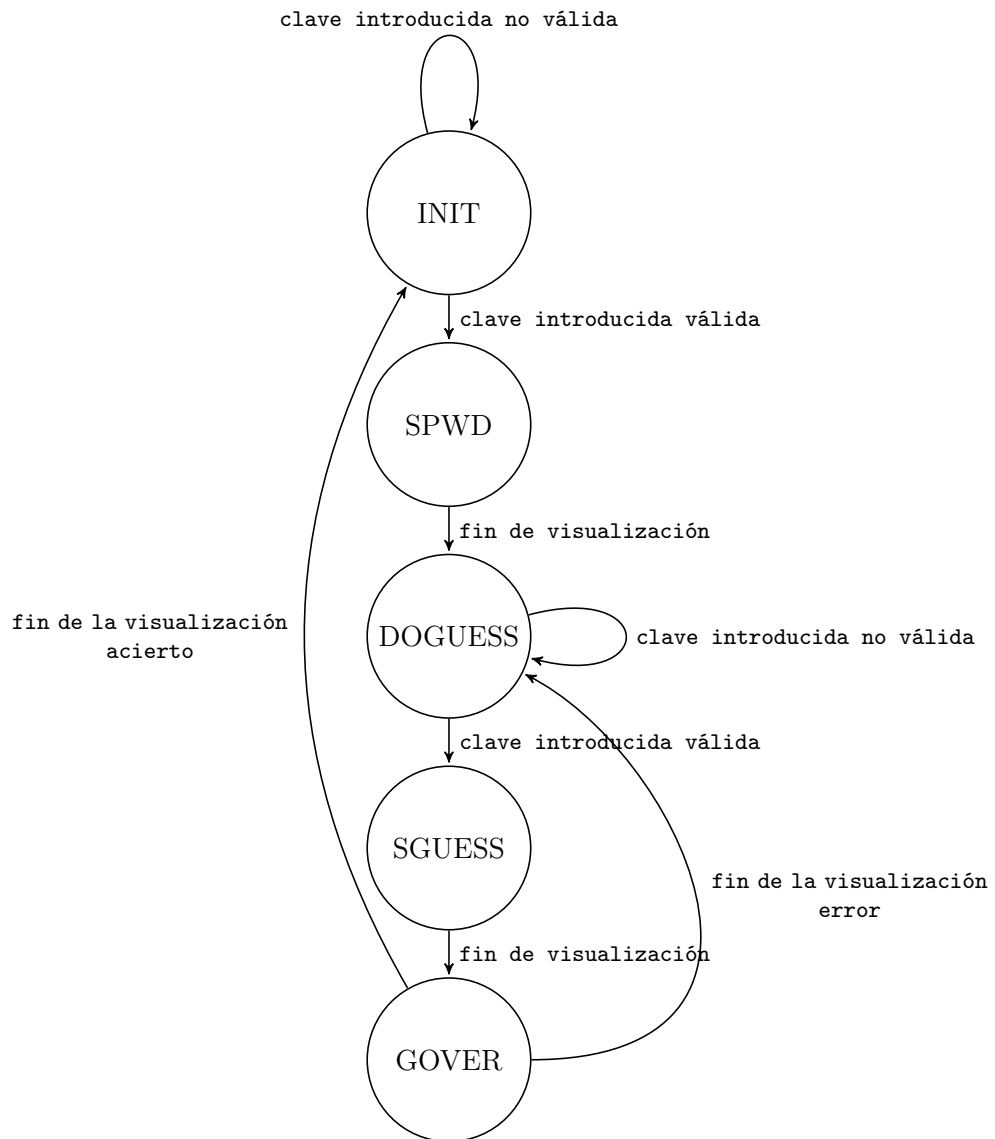 clave introducida no válida
INIT
clave introducida válida
SPWD
fin de visualización
fin de la visualización
acierto
DOGUESS
clave introducida no válida
clave introducida válida
SGUESS
fin de la visualización
error
fin de visualización
GOVER